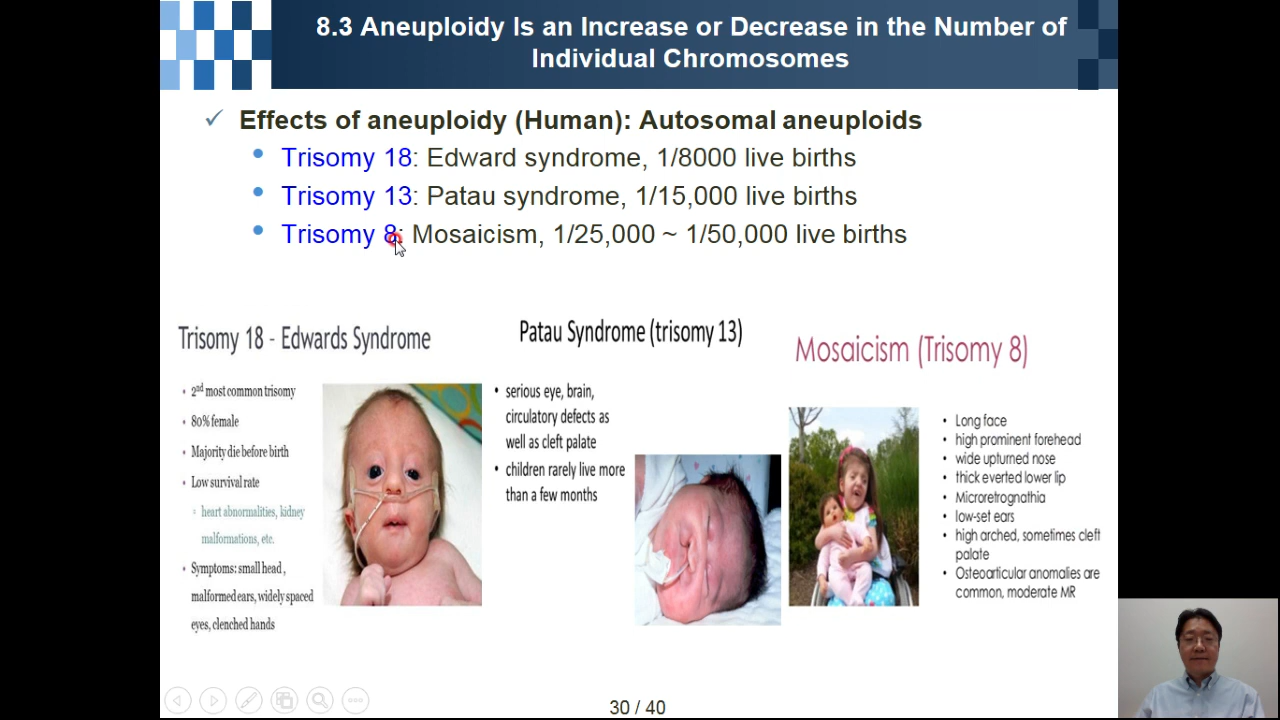 8.3 Aneuploidy Is an Increase or Decrease in the Number of
Individual Chromosomes
Effects of aneuploidy (Human): Autosomal aneuploids
Trisomy 18: Edward syndrome, 1/8000 live births
Trisomy 13: Patau syndrome, 1/15,000 live births
Trisomy 8: Mosaicism, 1/25,000 ~ 1/50,000 live births
Trisomy 18 - Edwards Syndrome
2nd most common trisomy
80% female
Majority die before birth
Low survival rate
heart abnormalities, kidney
malformations, etc.
Symptoms: small head,
malformed ears, widely spaced
eyes, clenched hands
Patau Syndrome (trisomy 13)
serious eye, brain,
circulatory defects as
well as cleft palate
children rarely live more
than a few months
Mosaicism (Trisomy 8)
Long face
high prominent forehead
wide upturned nose
thick everted lower lip
Microretrognathia
low-set ears
high arched, sometimes cleft
palate
Osteoarticular anomalies are
common, moderate MR
30 / 40